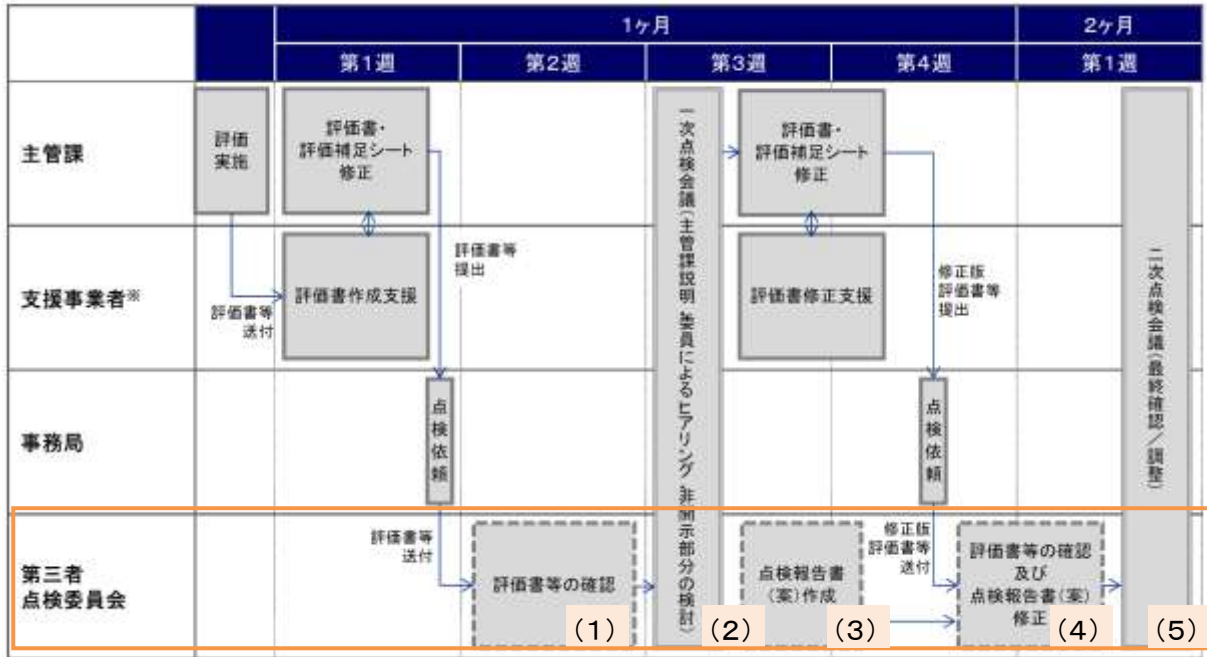 1ヶ月
2ヶ月
第1週
第2週
第3週
第4週
第1週
主管課
評価
実施
評価書・
評価補足シート
修正
評価書・
評価補足シート
修正
一次点検会議(主管課説明、委員によるヒアリング、非開示部分の検討)
二次点検会議(最終確認/調整)
支援事業者※
評価書等
送付
評価書作成支援
評価書等
提出
評価書修正支援
修正版
評価書等
提出
事務局
点検依頼
点検依頼
第三者
点検委員会
評価書等
送付
評価書等の確認
(1)
(2)
点検報告書
(案)作成
(3)
修正版
評価書等
送付
評価書等の確認
及び
点検報告書(案)
修正
(4)
(5)